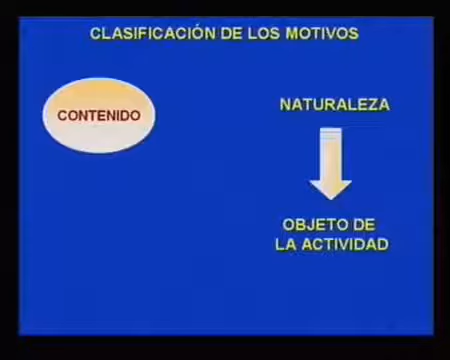 CLASIFICACIÓN DE LOS MOTIVOS
CONTENIDO
NATURALEZA
OBJETO DE
LA ACTIVIDAD